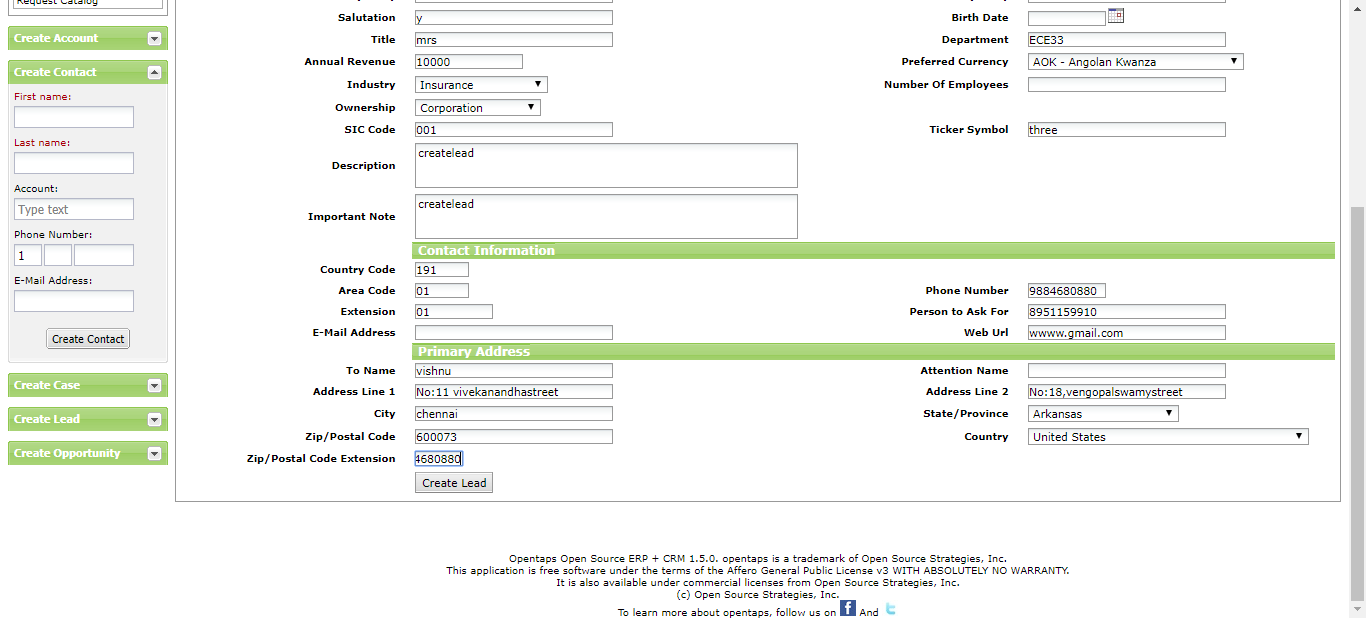 Request Catalog
Create Account
Create Contact
First name:
Last name:
Account:
Type text
Phone Number:
1
E-Mail Address:
Create Contact
Create Case
Create Lead
Create Opportunity
Salutation y Birth Date
Title mrs Department ECE33
Annual Revenue 10000 Preferred Currency AOK - Angolan Kwanza
Industry Insurance Number Of Employees
Ownership Corporation
SIC Code 001 Ticker Symbol three
Description createlead
Important Note createlead
Contact Information
Country Code 191
Area Code 01 Phone Number 9884680880
Extension 01 Person to Ask For 8951159910
E-Mail Address Web Url wwww.gmail.com
Primary Address
To Name vishnu Attention Name
Address Line 1 No:11 vivekanandhastreet Address Line 2 No:18,vengopalswamystreet
City chennai State/Province Arkansas
Zip/Postal Code 600073 Country United States
Zip/Postal Code Extension 4680880
Create Lead
Opentaps Open Source ERP + CRM 1.5.0. opentaps is a trademark of Open Source Strategies, Inc.
This application is free software under the terms of the Affero General Public License v3 WITH ABSOLUTELY NO WARRANTY.
It is also available under commercial licenses from Open Source Strategies, Inc.
(c) Open Source Strategies, Inc.
To learn more about opentaps, follow us on f And t